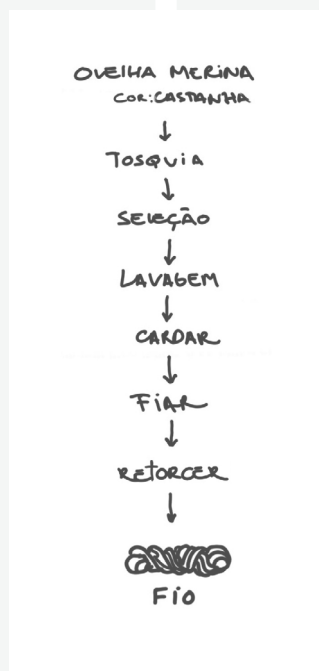 OVELHA MERINA
COR: CASTANHA
TOSQUIA
SELEÇÃO
LAVAGEM
CARDAR
FIAR
RETORCER
FIO